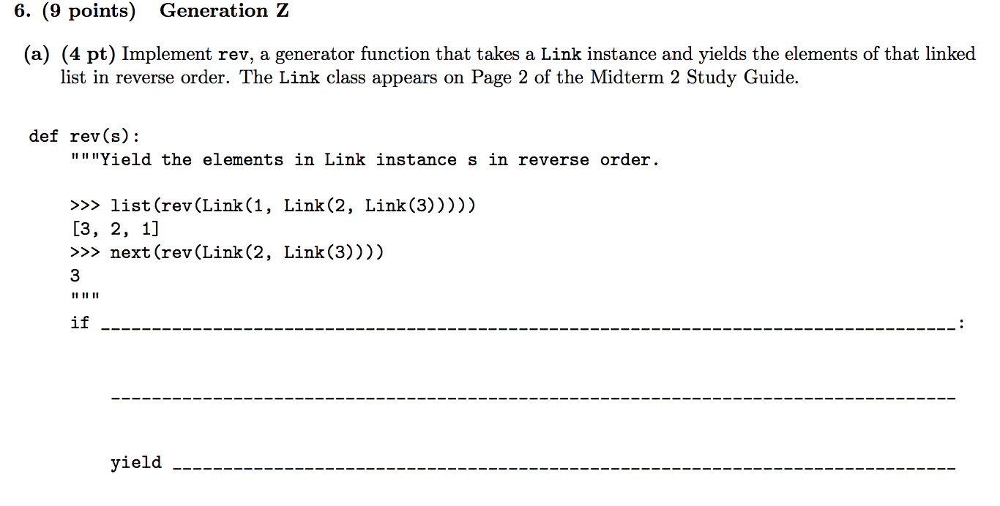 6. (9 points) Generation Z
(a) (4 pt) Implement rev, a generator function that takes a Link instance and yields the elements of that linked
list in reverse order. The Link class appears on Page 2 of the Midterm 2 Study Guide.
def rev(s):
"""Yield the elements in Link instance s in reverse order.
>>> list(rev(Link(1, Link(2, Link(3)))))
[3, 2, 1]
>>> next(rev(Link(2, Link(3))))
3
"""
if ____________________________________________________________________________________:
___________________________________________________________________________________
yield _____________________________________________________________________________